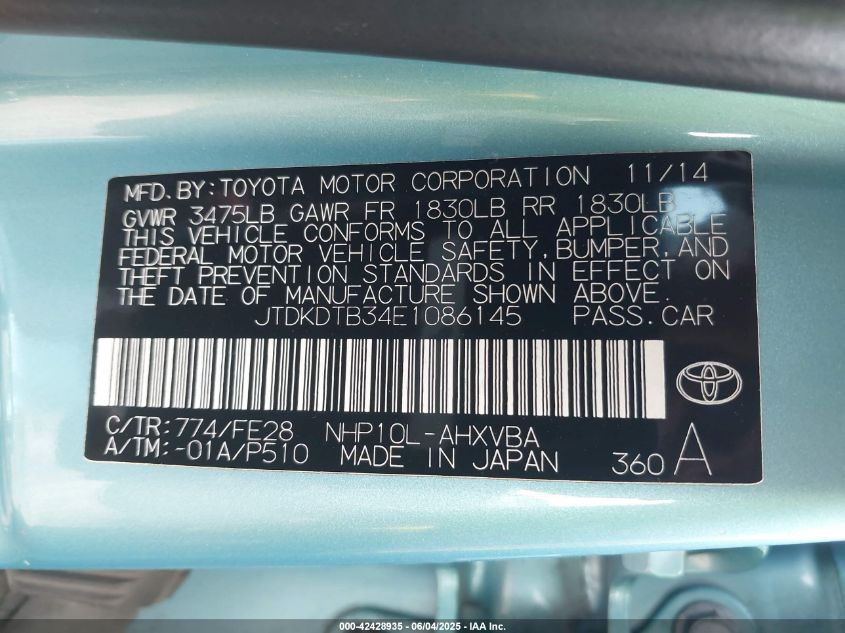 MFD. BY: TOYOTA MOTOR CORPORATION 11/14
GVWR 3475LB GAWR FR 1830LB RR 1830LB
THIS VEHICLE CONFORMS TO ALL APPLICABLE
FEDERAL MOTOR VEHICLE SAFETY, BUMPER, AND
THEFT PREVENTION STANDARDS IN EFFECT ON
THE DATE OF MANUFACTURE SHOWN ABOVE.
JTDKDTB34E1086145 PASS. CAR
C/TR: 774/FE28 NHP10L-AHXVBA
A/TM: -01A/P510 MADE IN JAPAN 360 A
000-42428935 - 06/04/2025 - IAA Inc.